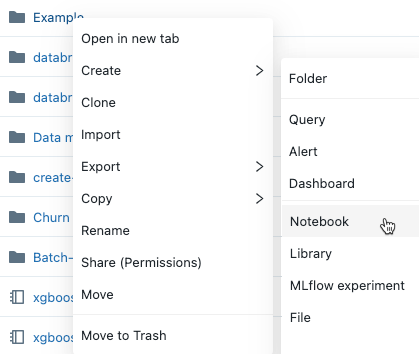 Example
Open in new tab
databr
Create
Folder
databr
Clone
Query
Data m
Import
Alert
create-
Export
Dashboard
Churn
Copy
Notebook
Rename
Library
Batch-
Share (Permissions)
MLflow experiment
xgboos
Move
File
xgboos
Move to Trash